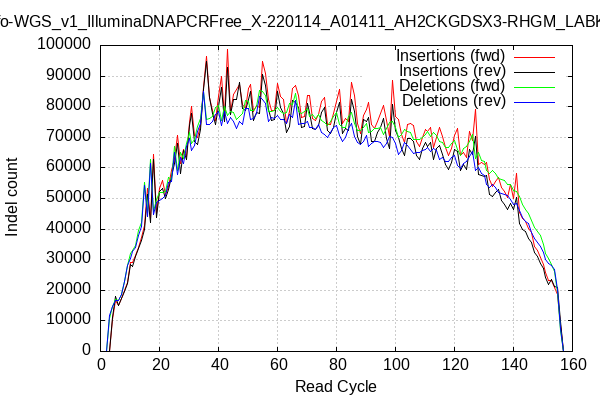 fo-WGS_v1_IlluminaDNAPCRFree_X-220114_A01411_AH2CKGDSX3-RHGM_LABK
Insertions (fwd)
Insertions (rev)
Deletions (fwd)
Deletions (rev)
100000
90000
80000
70000
60000
50000
40000
30000
20000
10000
0
Indel count
0 20 40 60 80 100 120 140 160
Read Cycle